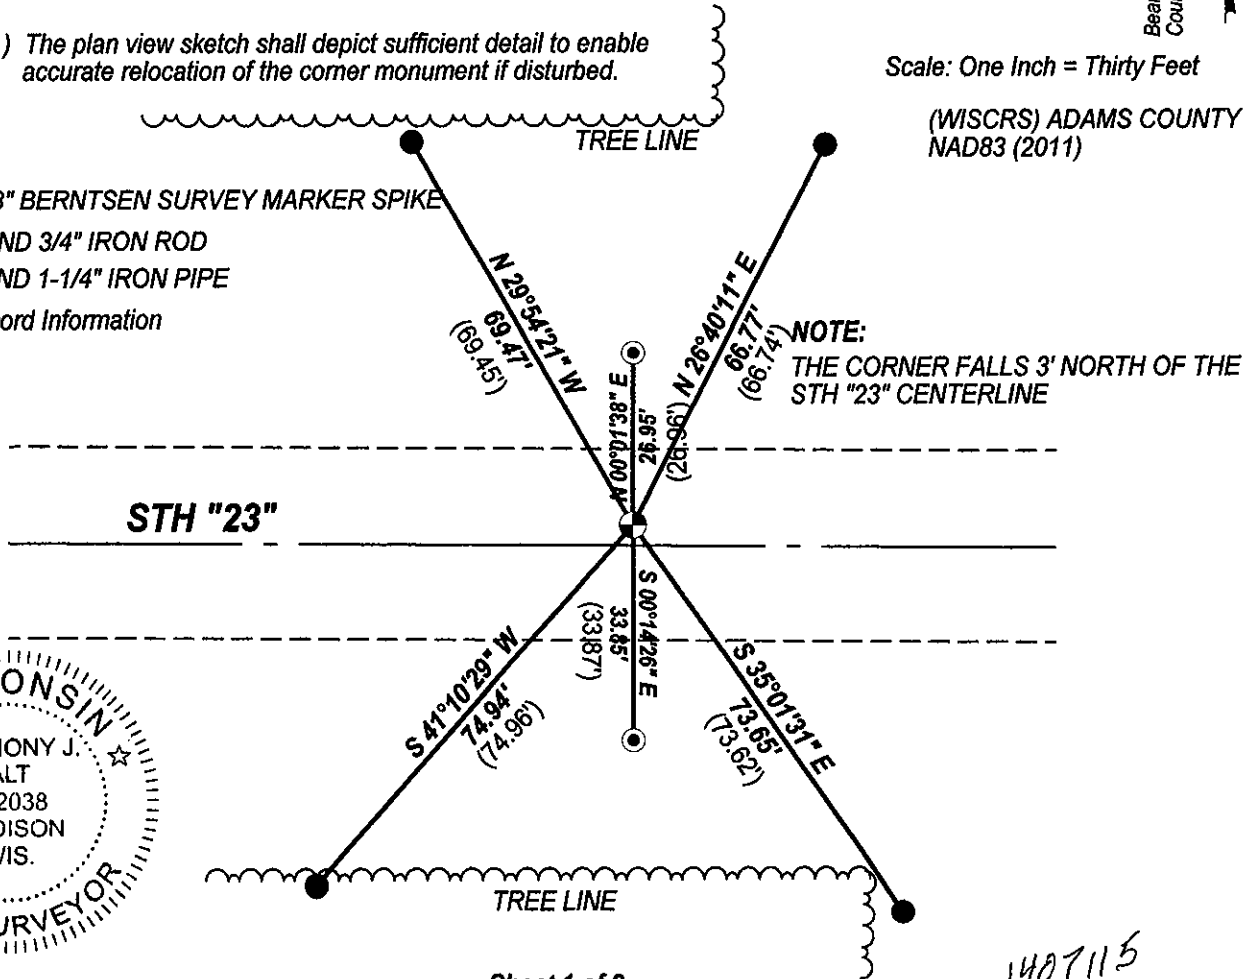 ) The plan view sketch shall depict sufficient detail to enable
accurate relocation of the corner monument if disturbed.
Scale: One Inch = Thirty Feet
(WISCRS) ADAMS COUNTY
NAD83 (2011)
TREE LINE
" BERNTSEN SURVEY MARKER SPIKE
ND 3/4" IRON ROD
ND 1-1/4" IRON PIPE
ord Information
N 29°54'21" W
69.47'
(69.45')
N 00°01'38" E
26.95'
(26.96')
N 26°40'11" E
66.77'
(66.74')
NOTE:
THE CORNER FALLS 3' NORTH OF THE
STH "23" CENTERLINE
STH "23"
S 41°10'29" W
74.94'
(74.96')
S 00°14'26" E
33.85'
(33.87')
S 35°01'31" E
73.65'
(73.62')
ONSIN
ONY J.
ALT
2038
DISON
WIS.
URVEYOR
TREE LINE
1407115